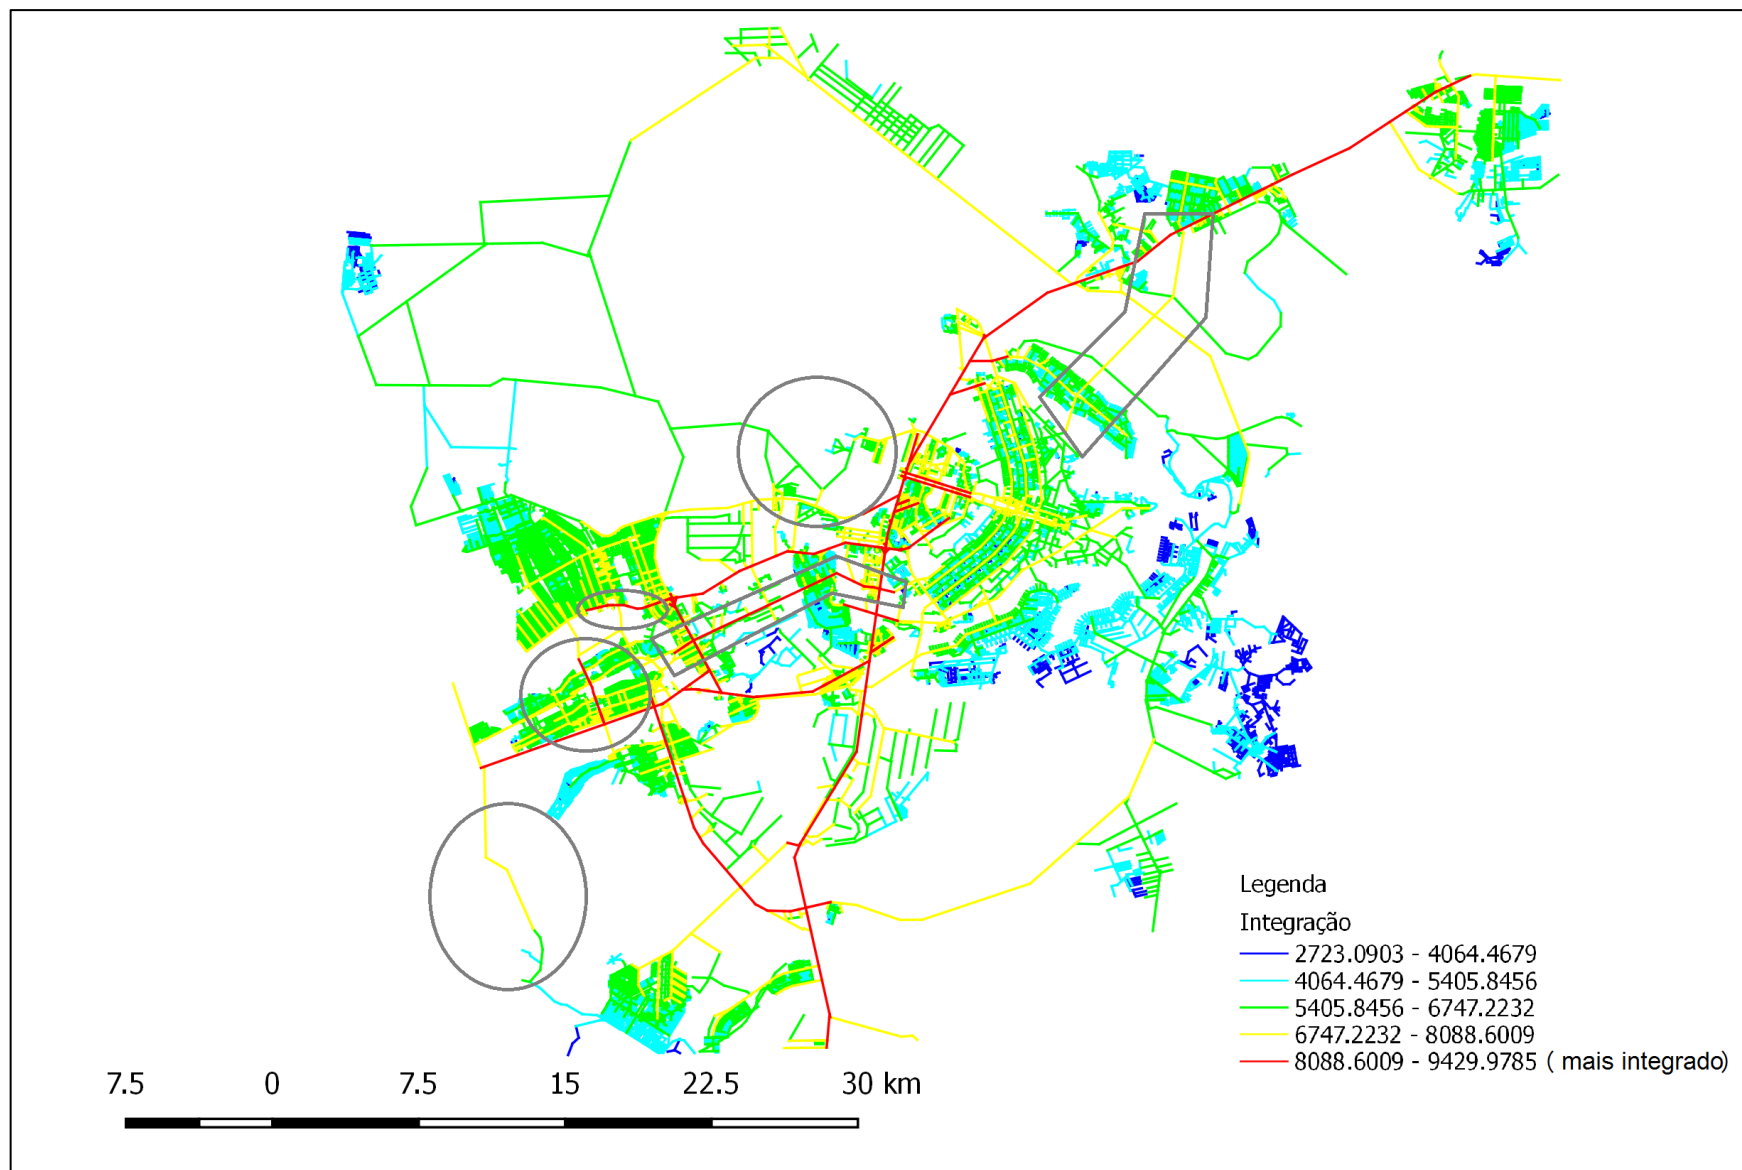 Legenda
Integração
2723.0903 - 4064.4679
4064.4679 - 5405.8456
5405.8456 - 6747.2232
6747.2232 - 8088.6009
8088.6009 - 9429.9785 ( mais integrado)
7.5 0 7.5 15 22.5 30 km